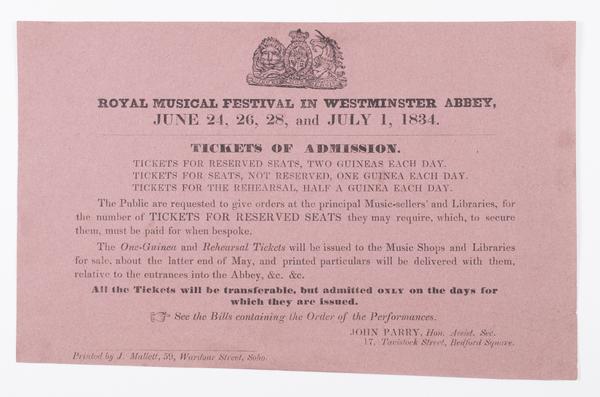 ROYAL MUSICAL FESTIVAL IN WESTMINSTER ABBEY,
JUNE 24, 26, 28, and JULY 1, 1834.
TICKETS OF ADMISSION.
TICKETS FOR RESERVED SEATS, TWO GUINEAS EACH DAY.
TICKETS FOR SEATS, NOT RESERVED, ONE GUINEA EACH DAY.
TICKETS FOR THE REHEARSAL, HALF A GUINEA EACH DAY.
The Public are requested to give orders at the principal Music-sellers' and Libraries, for
the number of TICKETS FOR RESERVED SEATS they may require, which, to secure
them, must be paid for when bespoke.
The One-Guinea and Rehearsal Tickets will be issued to the Music Shops and Libraries
for sale, about the latter end of May, and printed particulars will be delivered with them,
relative to the entrances into the Abbey, &c. &c.
All the Tickets will be transferable, but admitted ONLY on the days for
which they are issued.
☞ See the Bills containing the Order of the Performances.
JOHN PARRY, Hon. Assist. Sec.
17, Tavistock Street, Bedford Square.
Printed by J. Mallett, 59, Wardour Street, Soho.